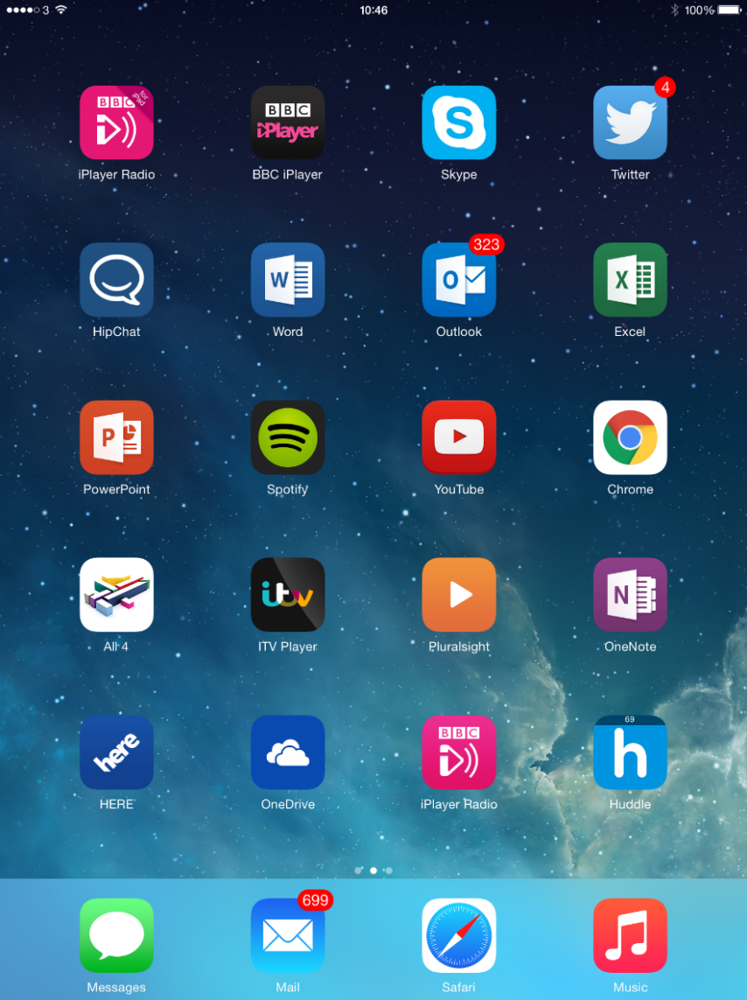 3 10:46 100%
for iPad
BBC BBC 4
iPlayer S
iPlayer Radio BBC iPlayer Skype Twitter
323
W O X
HipChat Word Outlook Excel
P
PowerPoint Spotify YouTube Chrome
itv N
All 4 ITV Player Pluralsight OneNote
BBC 69
here h
HERE OneDrive iPlayer Radio Huddle
699
Messages Mail Safari Music